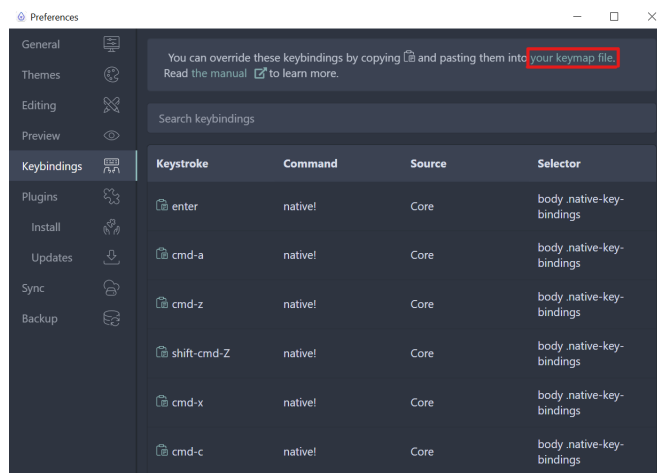 Preferences
General
Themes
Editing
Preview
Keybindings
Plugins
Install
Updates
Sync
Backup
You can override these keybindings by copying and pasting them into your keymap file.
Read the manual to learn more.
Search keybindings
Keystroke Command Source Selector
enter native! Core body .native-key-
bindings
cmd-a native! Core body .native-key-
bindings
cmd-z native! Core body .native-key-
bindings
shift-cmd-Z native! Core body .native-key-
bindings
cmd-x native! Core body .native-key-
bindings
cmd-c native! Core body .native-key-
bindings